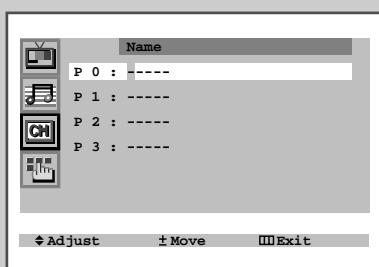 Name
P 0 : -----
P 1 : -----
P 2 : -----
CH
P 3 : -----
Adjust ± Move Exit